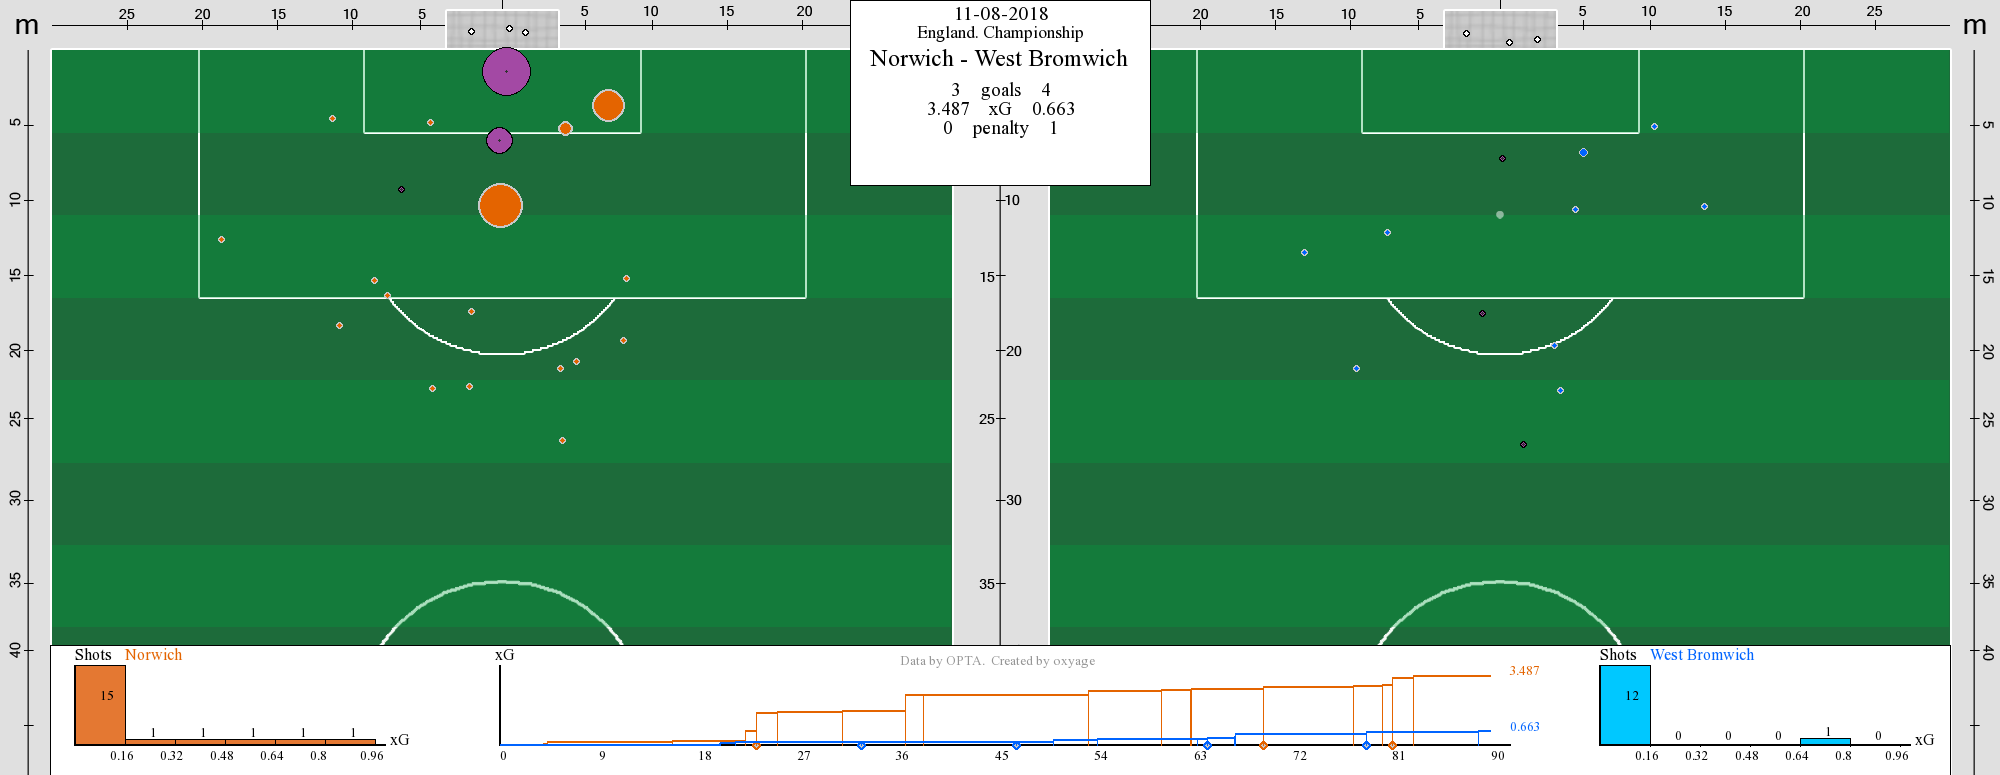 m
25 20 15 10 5 5 10 15 20
11-08-2018
England. Championship
Norwich - West Bromwich
3 goals 4
3.487 xG 0.663
0 penalty 1
20 15 10 5 5 10 15 20 25
m
5 5
10 10 10
15 15 15
20 20 20
25 25 25
30 30 30
35 35 35
40 40
Shots Norwich
15
1 1 1 1 1
xG
0.16 0.32 0.48 0.64 0.8 0.96
xG
Data by OPTA. Created by oxyage
3.487
0.663
0 9 18 27 36 45 54 63 72 81 90
Shots West Bromwich
12
0 0 0 1 0
xG
0.16 0.32 0.48 0.64 0.8 0.96